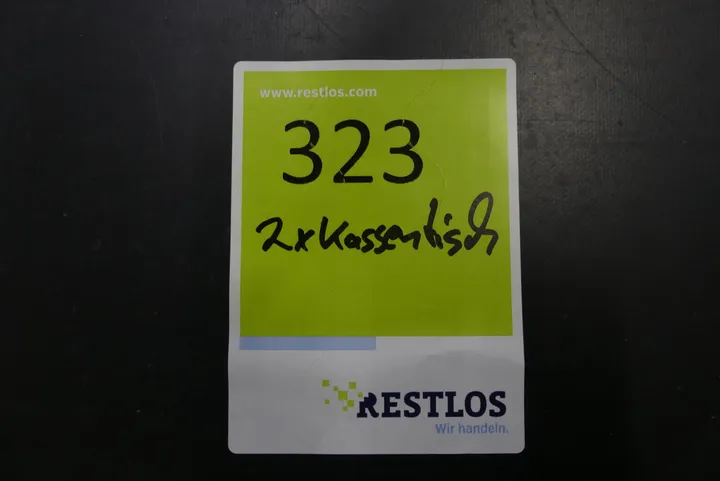 www.restlos.com
323
2x Kassentisch
RESTLOS
Wir handeln.